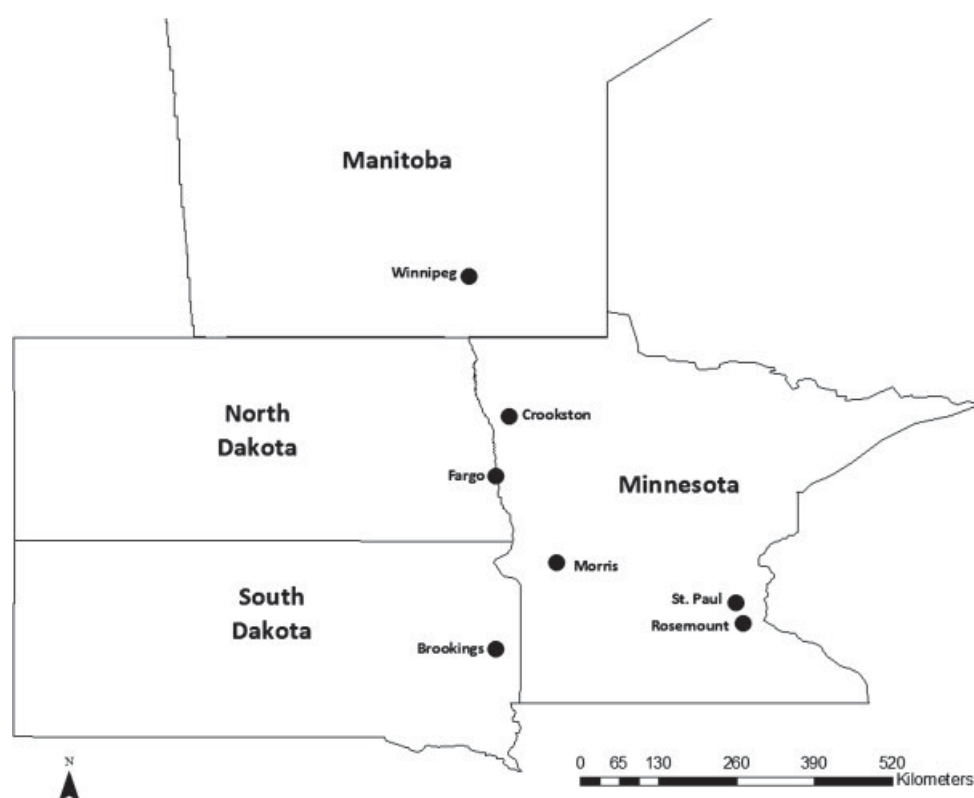 Manitoba
Winnipeg
North
Dakota
Crookston
Fargo
Minnesota
Morris
South
Dakota
St. Paul
Rosemount
Brookings
N
0 65 130 260 390 520
Kilometers